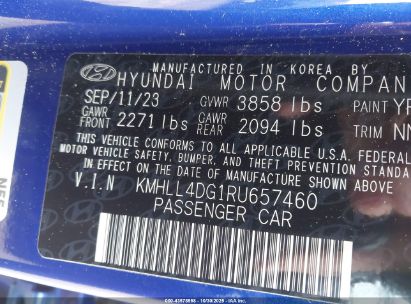 MANUFACTURED IN KOREA BY
HYUNDAI MOTOR COMPAN
SEP/11/23 GVWR 3858 lbs PAINT YP
GAWR FRONT 2271 lbs GAWR REAR 2094 lbs TRIM NN
THIS VEHICLE CONFORMS TO ALL APPLICABLE U.S.A. FEDERAL
MOTOR VEHICLE SAFETY, BUMPER, AND THEFT PREVENTION
STANDARDS IN EFFECT ON THE DATE OF MANUFACTURE SHOWN ABOVE.
V.I.N KMHLL4DG1RU657460
PASSENGER CAR